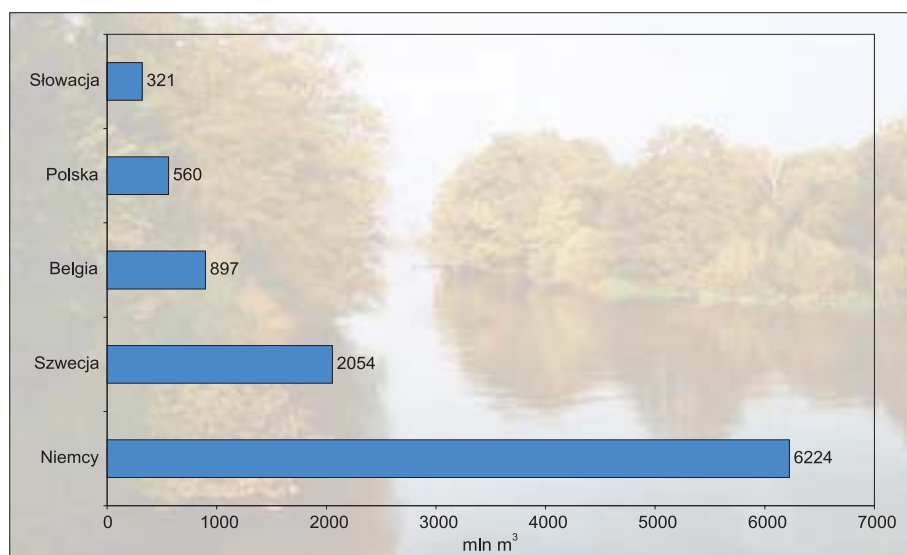 Słowacja 321
Polska 560
Belgia 897
Szwecja 2054
Niemcy 6224
0 1000 2000 3000 4000 5000 6000 7000
mln m³